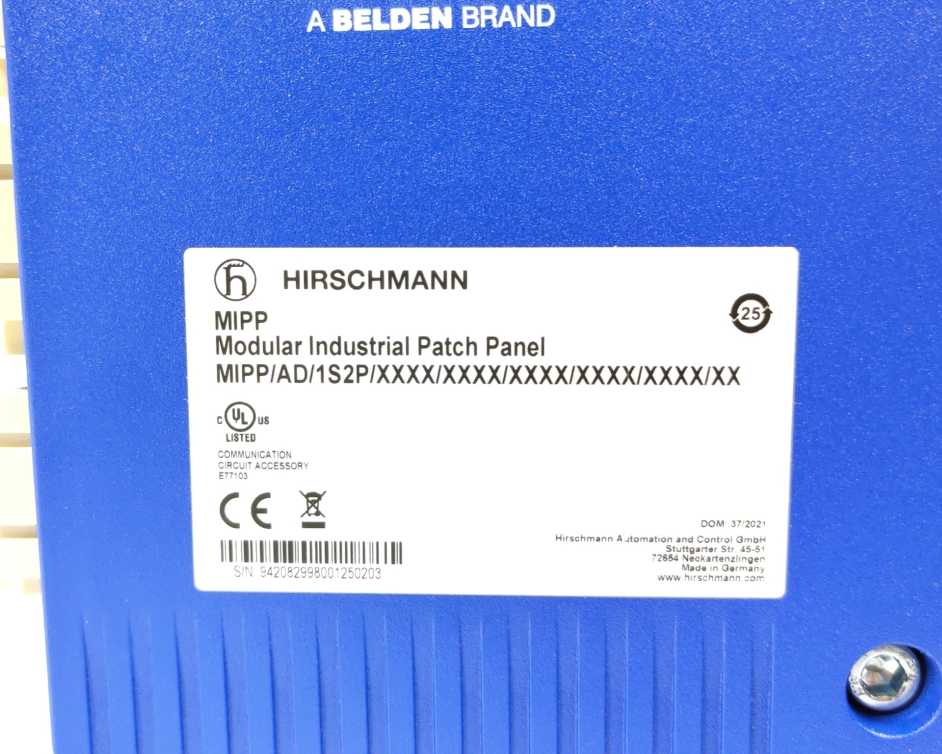 A BELDEN BRAND
HIRSCHMANN
25
MIPP
Modular Industrial Patch Panel
MIPP/AD/1S2P/XXXX/XXXX/XXXX/XXXX/XXXX/XX
C UL US
LISTED
COMMUNICATION
CIRCUIT ACCESSORY
E77103
CE
DOM: 37/2021
Hirschmann Automation and Control GmbH
Stuttgarter Str. 45-51
72654 Neckartenzlingen
Made in Germany
www.hirschmann.com
S/N: 942082998001250203